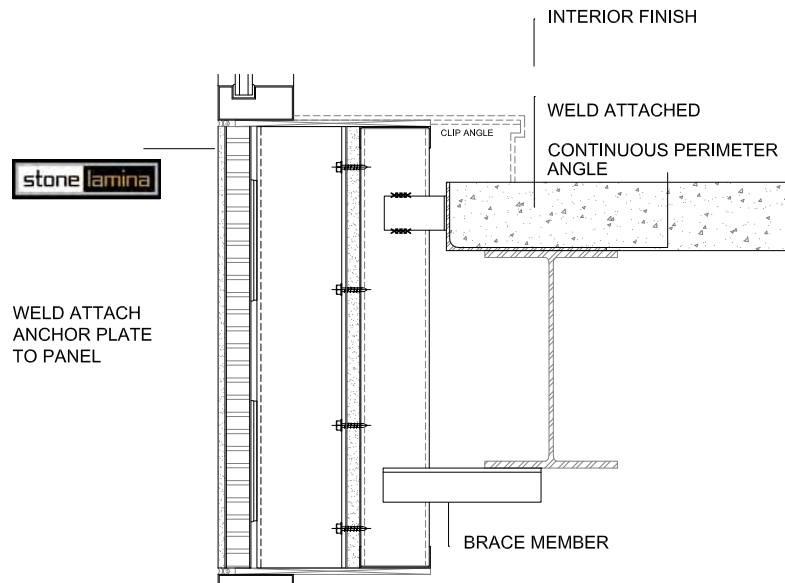 INTERIOR FINISH
WELD ATTACHED
CLIP ANGLE
CONTINUOUS PERIMETER
ANGLE
stone lamina
WELD ATTACH
ANCHOR PLATE
TO PANEL
BRACE MEMBER